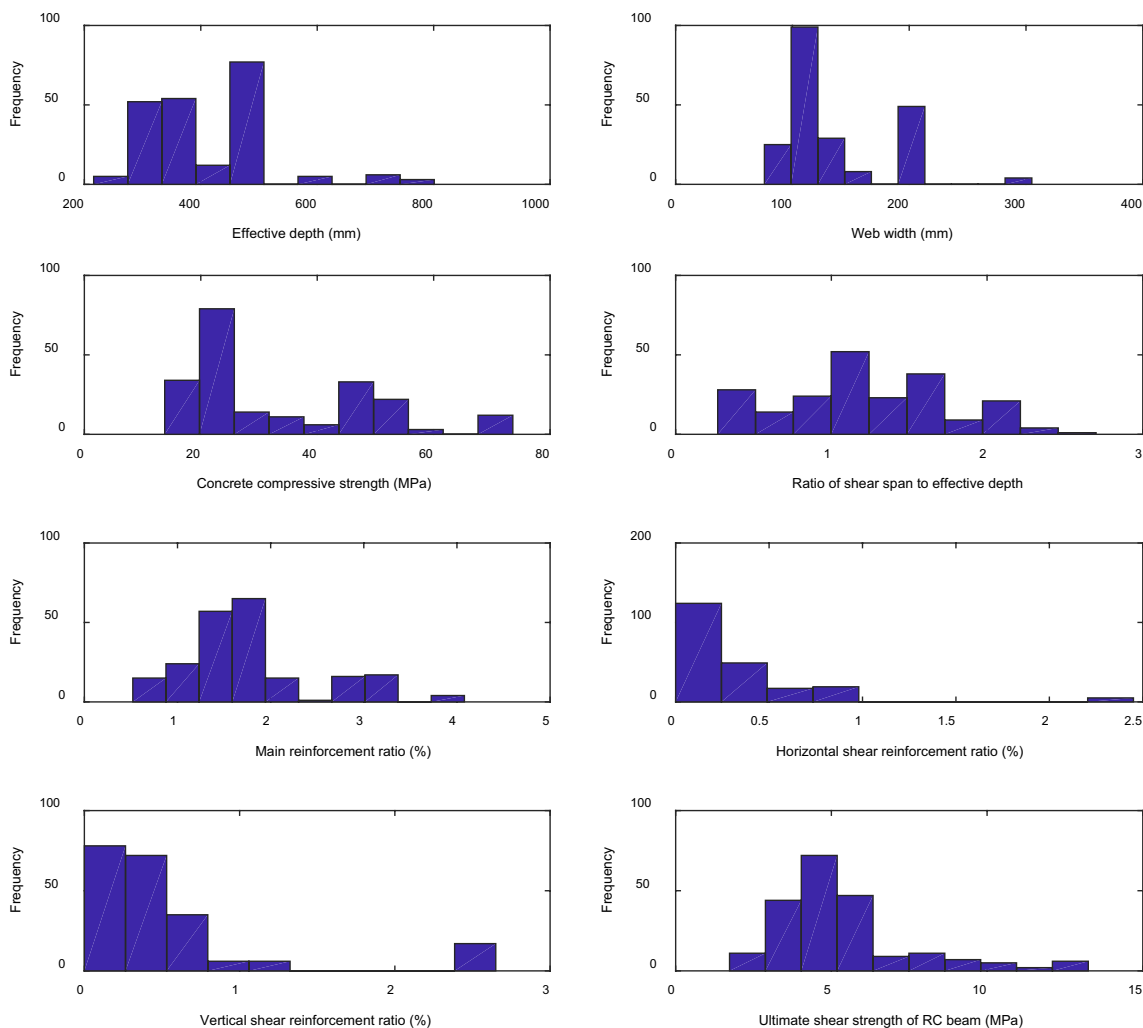 100
50
0
Frequency
200 400 600 800 1000
Effective depth (mm)
100
50
0
Frequency
0 100 200 300 400
Web width (mm)
100
50
0
Frequency
0 20 40 60 80
Concrete compressive strength (MPa)
100
50
0
Frequency
0 1 2 3
Ratio of shear span to effective depth
100
50
0
Frequency
0 1 2 3 4 5
Main reinforcement ratio (%)
200
100
0
Frequency
0 0.5 1 1.5 2 2.5
Horizontal shear reinforcement ratio (%)
100
50
0
Frequency
0 1 2 3
Vertical shear reinforcement ratio (%)
100
50
0
Frequency
0 5 10 15
Ultimate shear strength of RC beam (MPa)